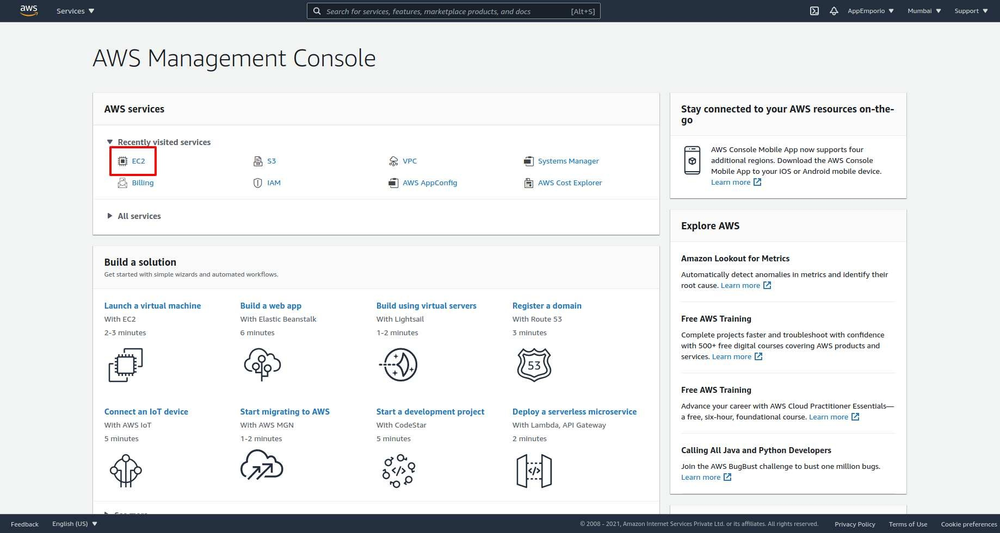 aws
Services
Search for services, features, marketplace products, and docs [Alt+S]
AppEmporio
Mumbai
Support
AWS Management Console
AWS services
Recently visited services
EC2
S3
VPC
Systems Manager
Billing
IAM
AWS AppConfig
AWS Cost Explorer
All services
Build a solution
Get started with simple wizards and automated workflows.
Launch a virtual machine
With EC2
2-3 minutes
Build a web app
With Elastic Beanstalk
6 minutes
Build using virtual servers
With Lightsail
1-2 minutes
Register a domain
With Route 53
3 minutes
53
Connect an IoT device
With AWS IoT
5 minutes
Start migrating to AWS
With AWS MGN
1-2 minutes
Start a development project
With CodeStar
5 minutes
</>
Deploy a serverless microservice
With Lambda, API Gateway
2 minutes
</>
See more
Stay connected to your AWS resources on-the-
go
AWS Console Mobile App now supports four
additional regions. Download the AWS Console
Mobile App to your iOS or Android mobile device.
Learn more
Explore AWS
Amazon Lookout for Metrics
Automatically detect anomalies in metrics and identify their
root cause. Learn more
Free AWS Training
Complete projects faster and troubleshoot with confidence
with 500+ free digital courses covering AWS products and
services. Learn more
Free AWS Training
Advance your career with AWS Cloud Practitioner Essentials—
a free, six-hour, foundational course. Learn more
Calling All Java and Python Developers
Join the AWS BugBust challenge to bust one million bugs.
Learn more
Feedback
English (US)
© 2008 - 2021, Amazon Internet Services Private Ltd. or its affiliates. All rights reserved.
Privacy Policy
Terms of Use
Cookie preferences